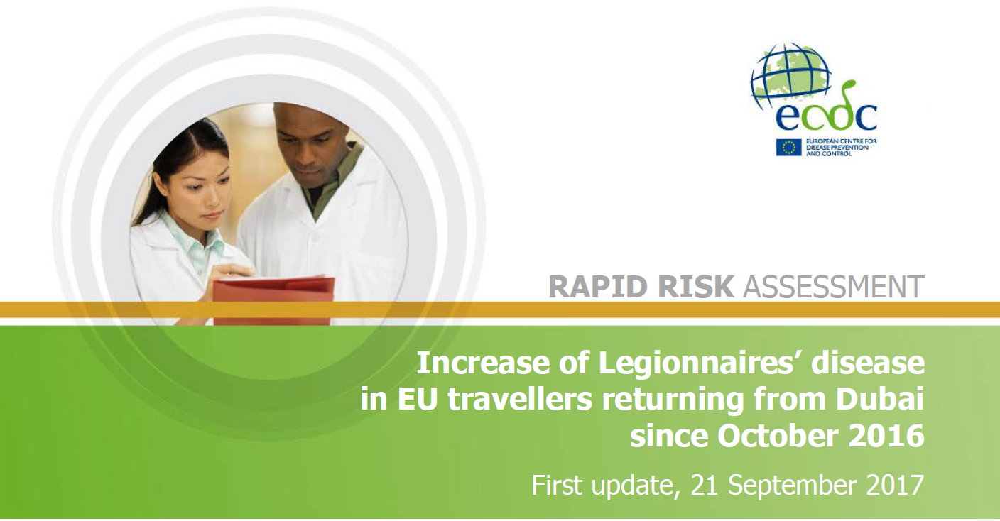 ecdc
EUROPEAN CENTRE FOR
DISEASE PREVENTION
AND CONTROL
RAPID RISK ASSESSMENT
Increase of Legionnaires’ disease
in EU travellers returning from Dubai
since October 2016
First update, 21 September 2017